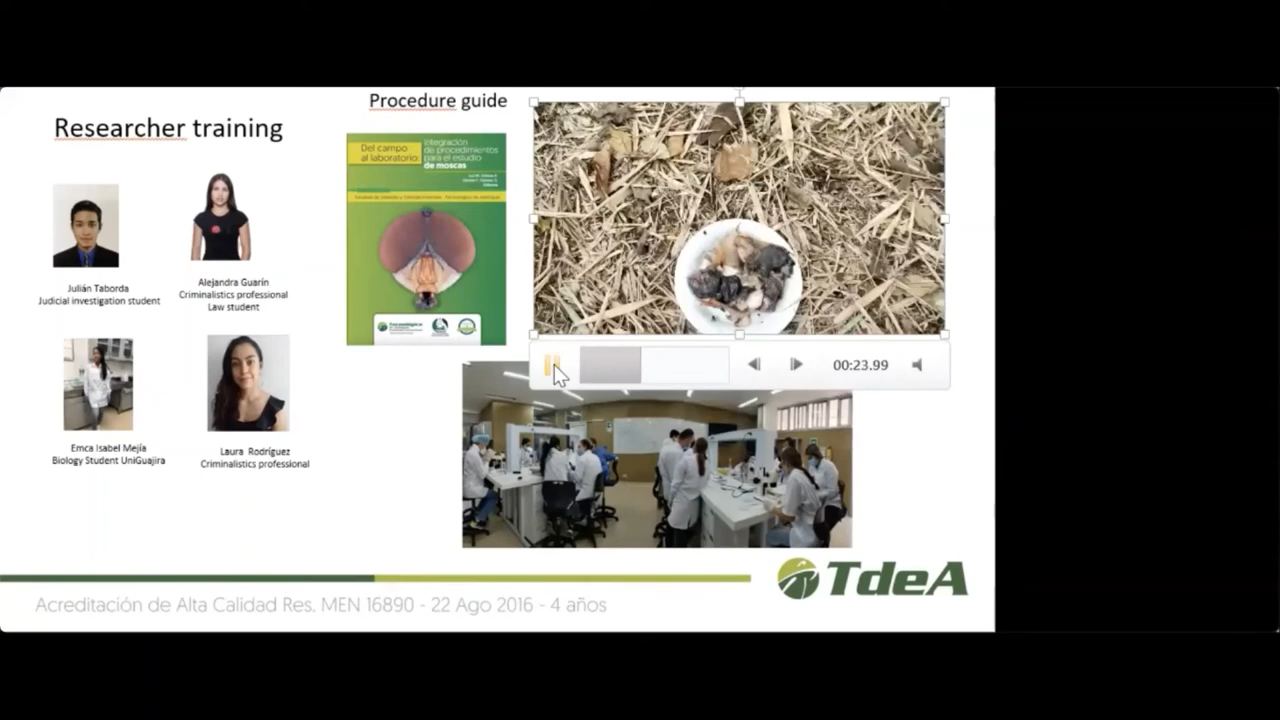 Researcher training
Julián Taborda
Judicial investigation student
Alejandra Guarín
Criminalistics professional
Law student
Emca Isabel Mejía
Biology Student UniGuajira
Laura Rodríguez
Criminalistics professional
Procedure guide
Del campo
al laboratorio:
Integración
de procedimientos
para el estudio
de moscas
00:23.99
TdeA
Acreditación de Alta Calidad Res. MEN 16890 - 22 Ago 2016 - 4 años